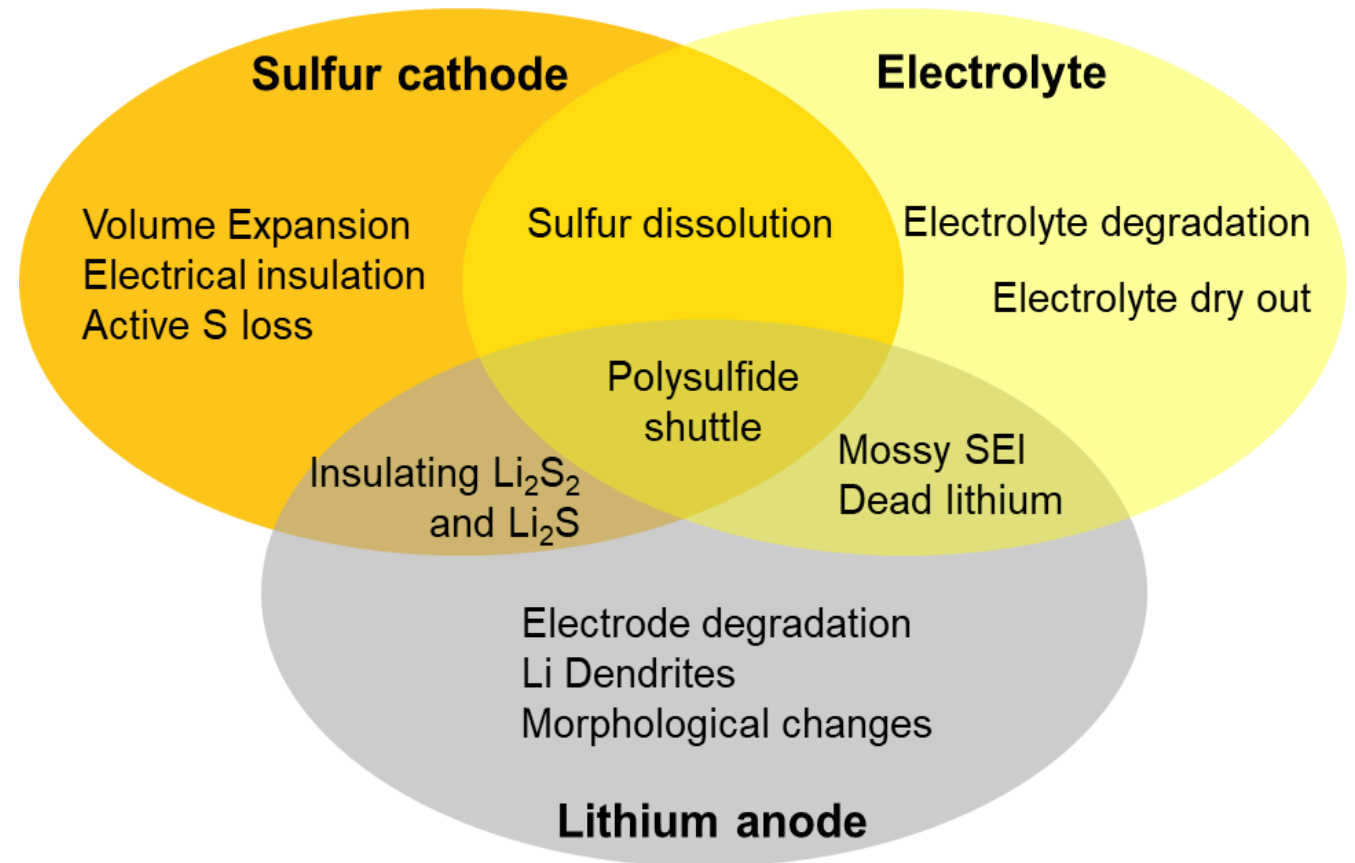 Sulfur cathode
Electrolyte
Volume Expansion
Electrical insulation
Active S loss
Sulfur dissolution
Electrolyte degradation
Electrolyte dry out
Polysulfide
shuttle
Insulating Li₂S₂
and Li₂S
Mossy SEI
Dead lithium
Electrode degradation
Li Dendrites
Morphological changes
Lithium anode